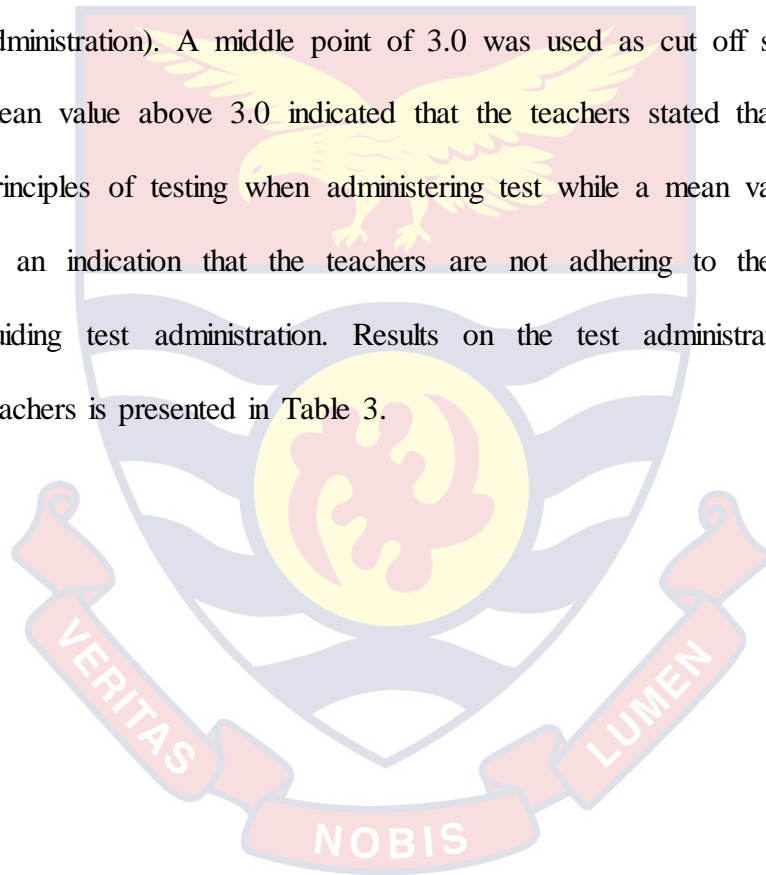 dministration). A middle point of 3.0 was used as cut off s
ean value above 3.0 indicated that the teachers stated tha
rinciples of testing when administering test while a mean va
an indication that the teachers are not adhering to the
uiding test administration. Results on the test administrat
eachers is presented in Table 3.
VERITAS
NOBIS
LUMEN